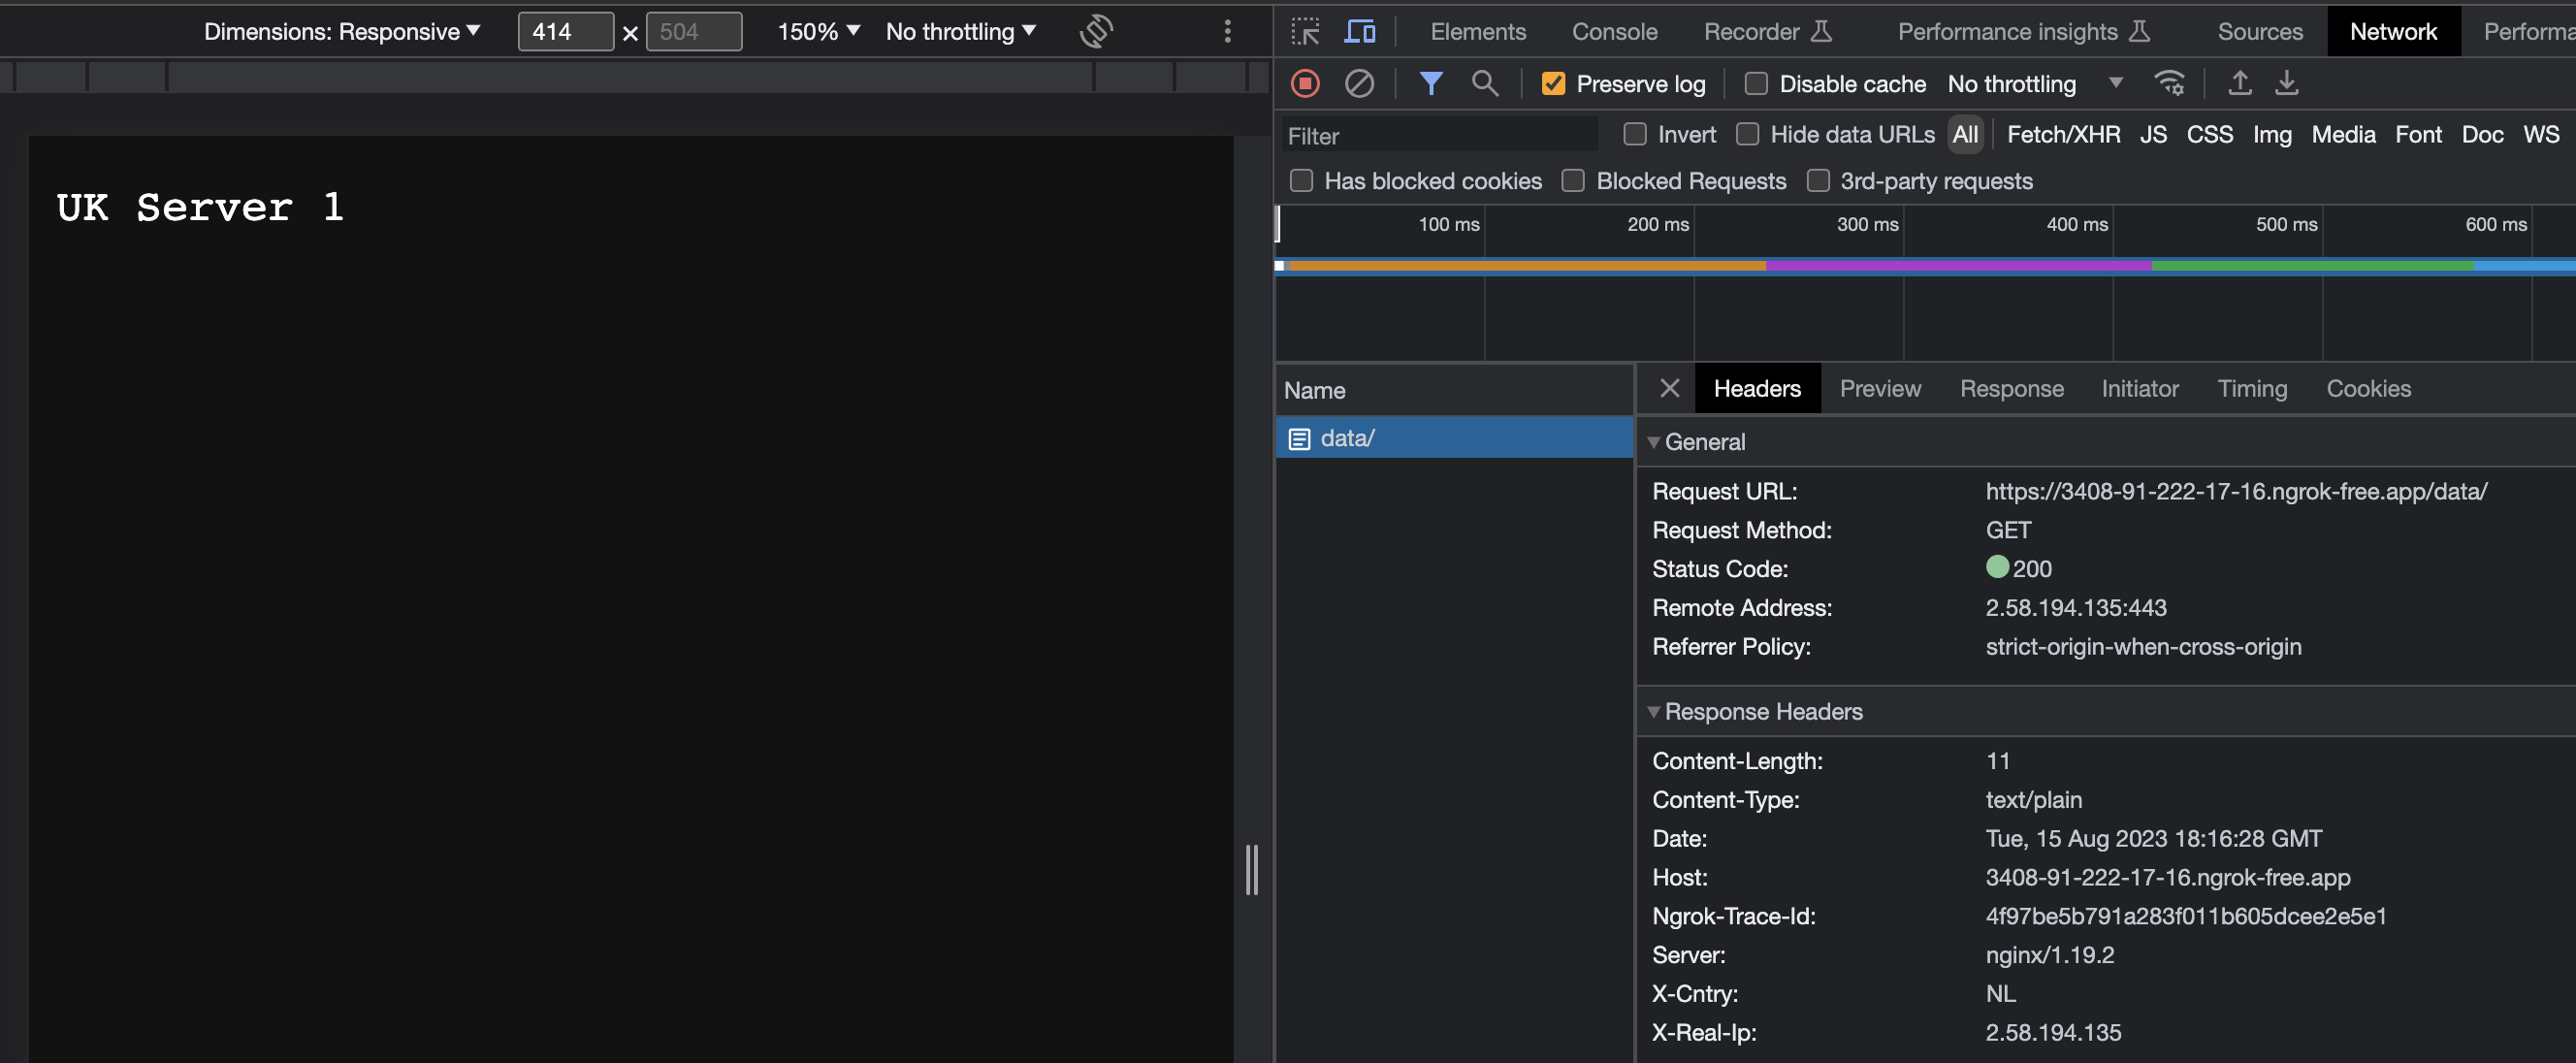 Dimensions: Responsive 414 × 504 150% No throttling
UK Server 1
Elements Console Recorder Performance insights Sources Network Performa
Preserve log Disable cache No throttling
Filter Invert Hide data URLs All Fetch/XHR JS CSS Img Media Font Doc WS
Has blocked cookies Blocked Requests 3rd-party requests
100 ms 200 ms 300 ms 400 ms 500 ms 600 ms
Name
data/
Headers Preview Response Initiator Timing Cookies
General
Request URL: https://3408-91-222-17-16.ngrok-free.app/data/
Request Method: GET
Status Code: 200
Remote Address: 2.58.194.135:443
Referrer Policy: strict-origin-when-cross-origin
Response Headers
Content-Length: 11
Content-Type: text/plain
Date: Tue, 15 Aug 2023 18:16:28 GMT
Host: 3408-91-222-17-16.ngrok-free.app
Ngrok-Trace-Id: 4f97be5b791a283f011b605dcee2e5e1
Server: nginx/1.19.2
X-Cntry: NL
X-Real-Ip: 2.58.194.135